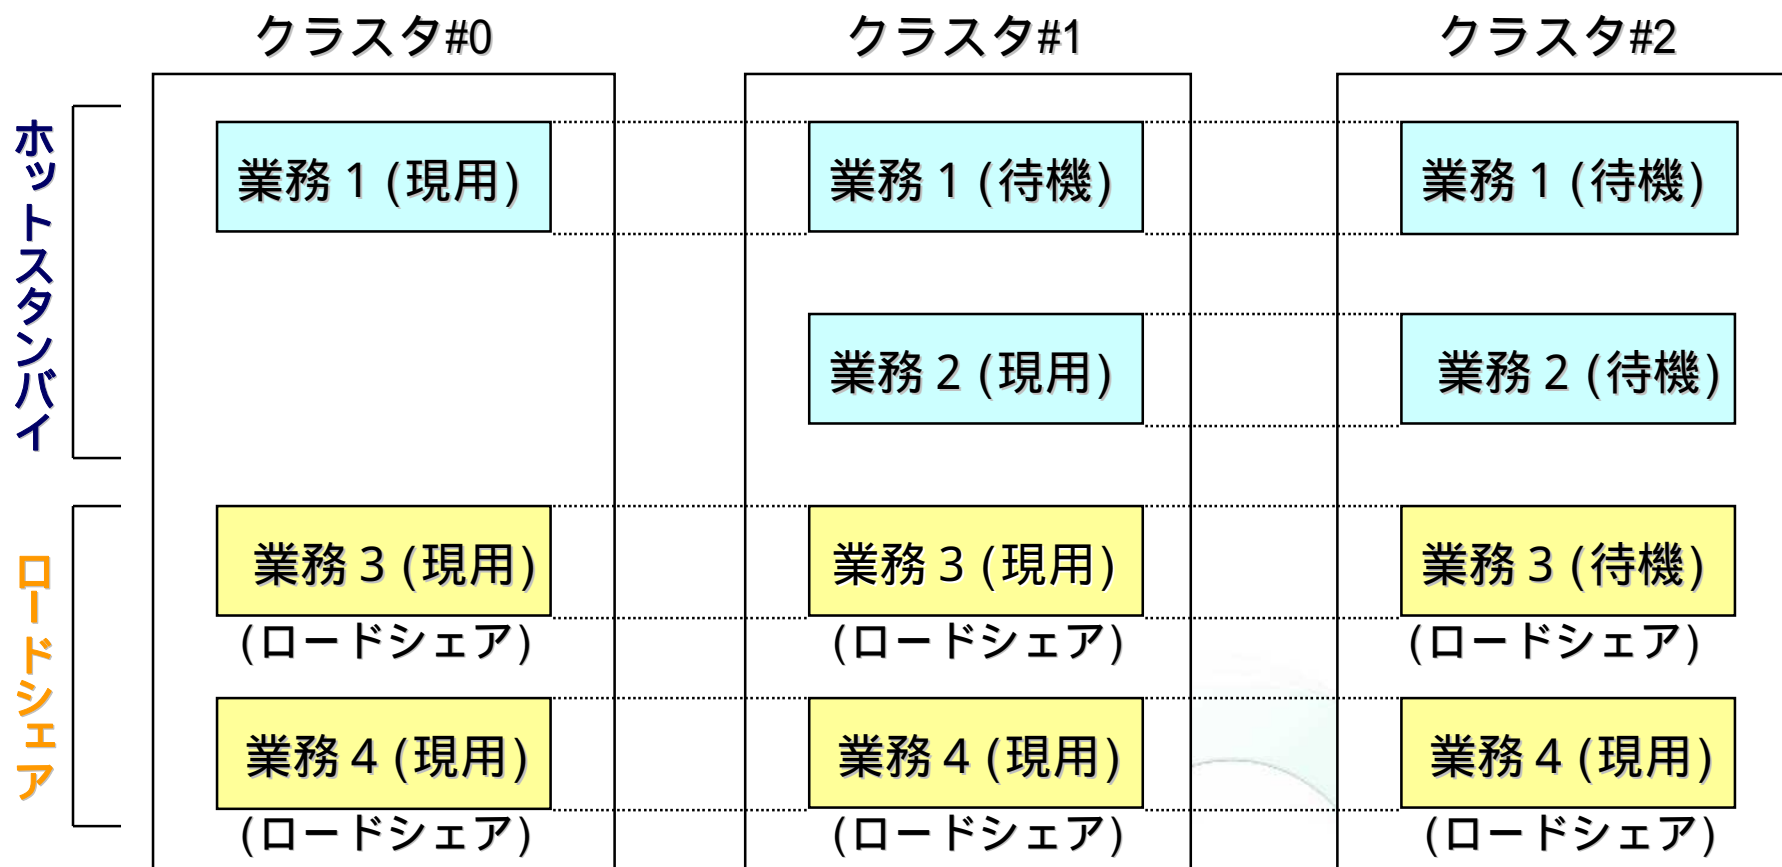 クラスタ#0
クラスタ#1
クラスタ#2
ホットスタンバイ
業務1(現用)
業務1(待機)
業務1(待機)
業務2(現用)
業務2(待機)
ロードシェア
業務3(現用)
業務3(現用)
業務3(待機)
(ロードシェア)
(ロードシェア)
(ロードシェア)
業務4(現用)
業務4(現用)
業務4(現用)
(ロードシェア)
(ロードシェア)
(ロードシェア)